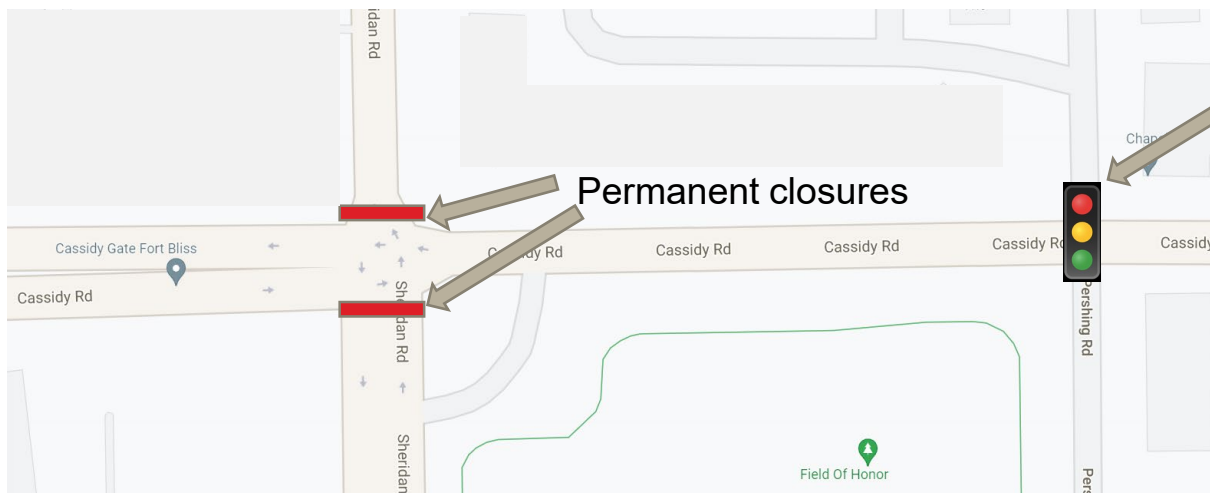 idan Rd
Chap
Permanent closures
Cassidy Gate Fort Bliss
Cassidy Rd
Cassidy Rd
Cassidy Rd
Cassidy Rd
Cassidy
Cassidy Rd
Sheridan Rd
Pershing Rd
Sheridan
Field Of Honor
Pers